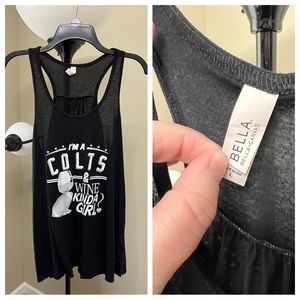 I'M A
COLTS
&
WINE
KINDA
GIRL
BELLA.
BELLA+CANVAS